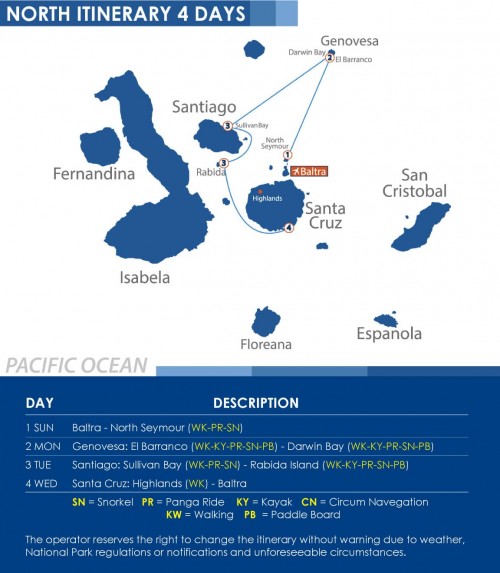 NORTH ITINERARY 4 DAYS
Genovesa
Darwin Bay
2
El Barranco
Santiago
3
Sullivan Bay
North
Seymour
1
Fernandina
3
Rabida
Baltra
San
Cristobal
Highlands
Santa
Cruz
4
Isabela
Floreana
Española
PACIFIC OCEAN
DAY DESCRIPTION
1 SUN Baltra - North Seymour (WK-PR-SN)
2 MON Genovesa: El Barranco (WK-KY-PR-SN-PB) - Darwin Bay (WK-KY-PR-SN-PB)
3 TUE Santiago: Sullivan Bay (WK-PR-SN) - Rabida Island (WK-KY-PR-SN-PB)
4 WED Santa Cruz: Highlands (WK) - Baltra
SN = Snorkel PR = Panga Ride KY = Kayak CN = Circum Navegation
KW = Walking PB = Paddle Board
The operator reserves the right to change the itinerary without warning due to weather,
National Park regulations or notifications and unforeseeable circumstances.